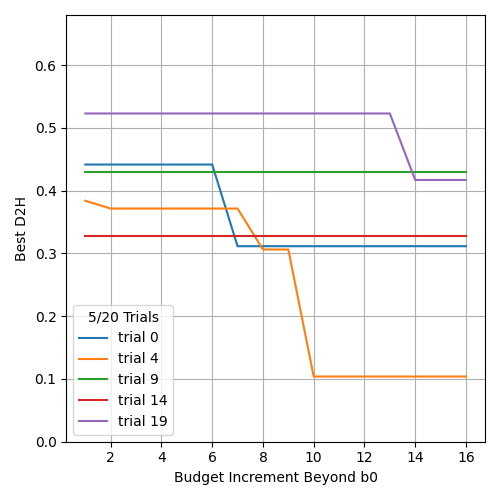 0.6
0.5
0.4
0.3
0.2
0.1
0.0
Best D2H
5/20 Trials
trial 0
trial 4
trial 9
trial 14
trial 19
2 4 6 8 10 12 14 16
Budget Increment Beyond b0